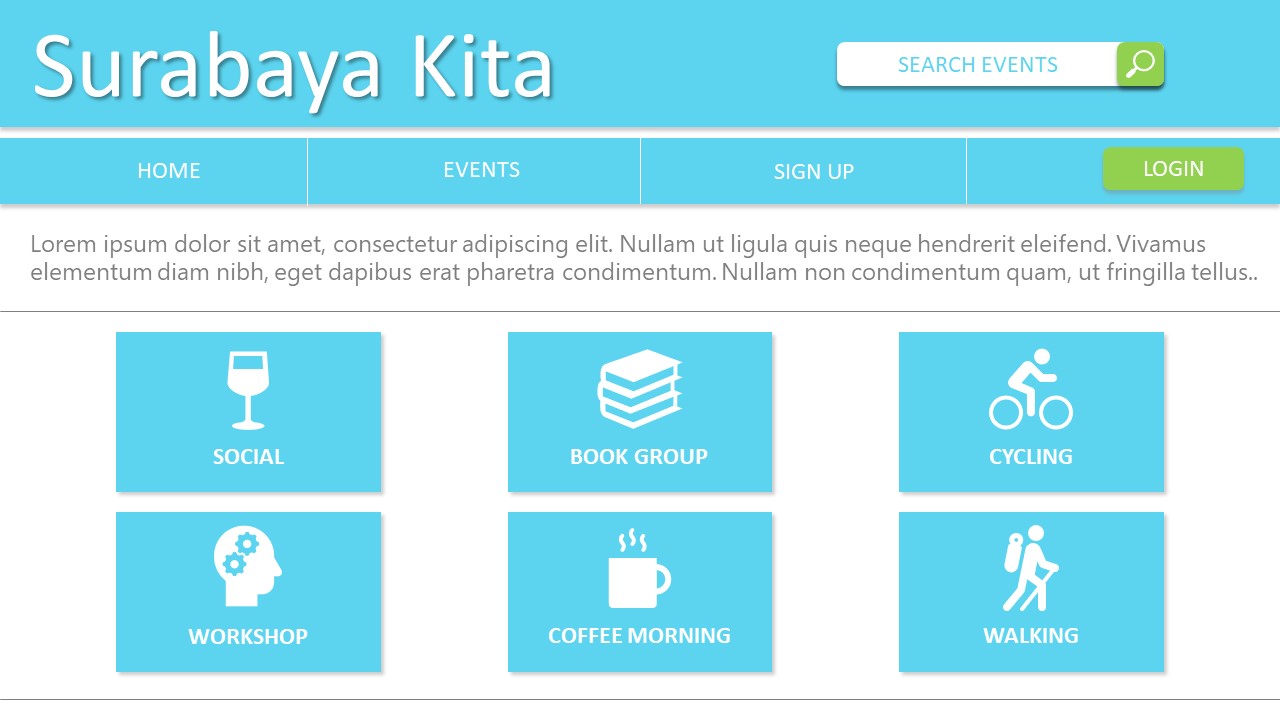 Surabaya Kita
SEARCH EVENTS
HOME
EVENTS
SIGN UP
LOGIN
Lorem ipsum dolor sit amet, consectetur adipiscing elit. Nullam ut ligula quis neque hendrerit eleifend. Vivamus
elementum diam nibh, eget dapibus erat pharetra condimentum. Nullam non condimentum quam, ut fringilla tellus..
SOCIAL
BOOK GROUP
CYCLING
WORKSHOP
COFFEE MORNING
WALKING